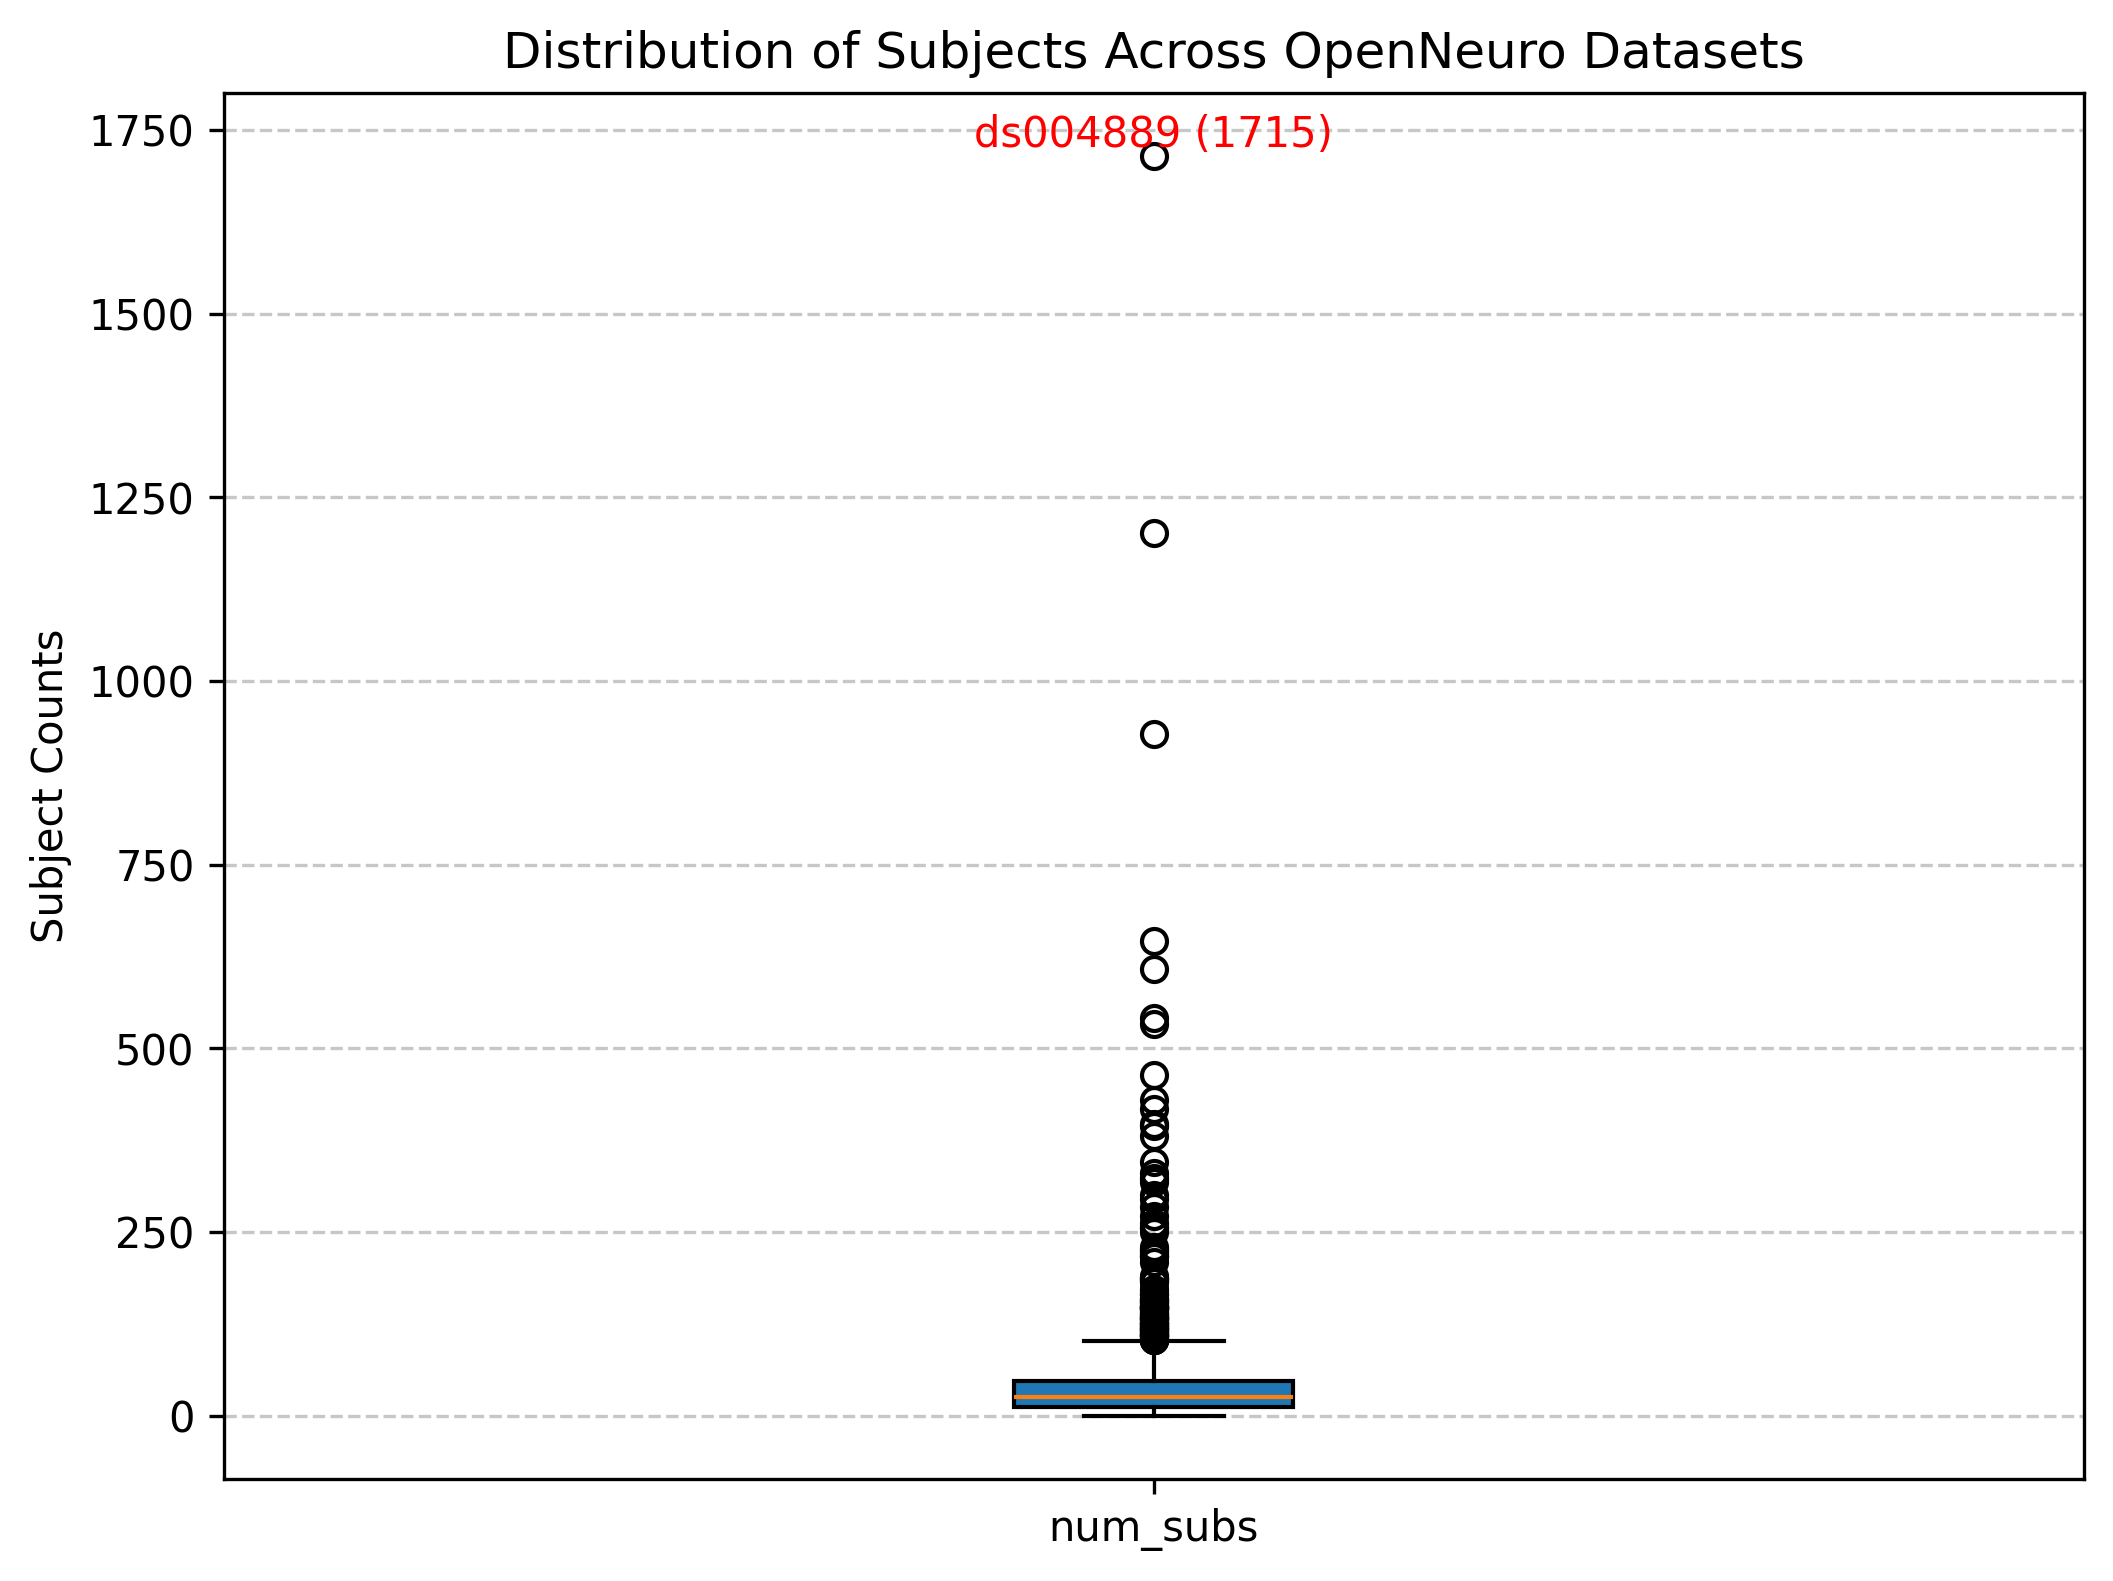 Distribution of Subjects Across OpenNeuro Datasets
ds004889 (1715)
1750
1500
1250
1000
750
500
250
0
Subject Counts
num_subs